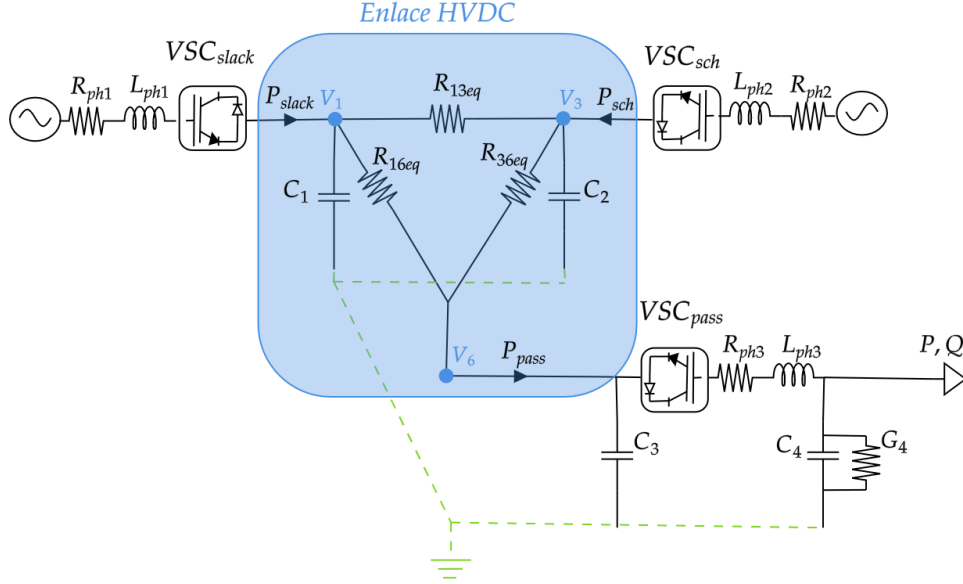 Enlace HVDC
VSC_slack
VSC_sch
R_ph1
L_ph1
P_slack
V_1
R_13eq
V_3
P_sch
L_ph2
R_ph2
R_16eq
R_36eq
C_1
C_2
VSC_pass
V_6
P_pass
R_ph3
L_ph3
P, Q
C_3
C_4
G_4